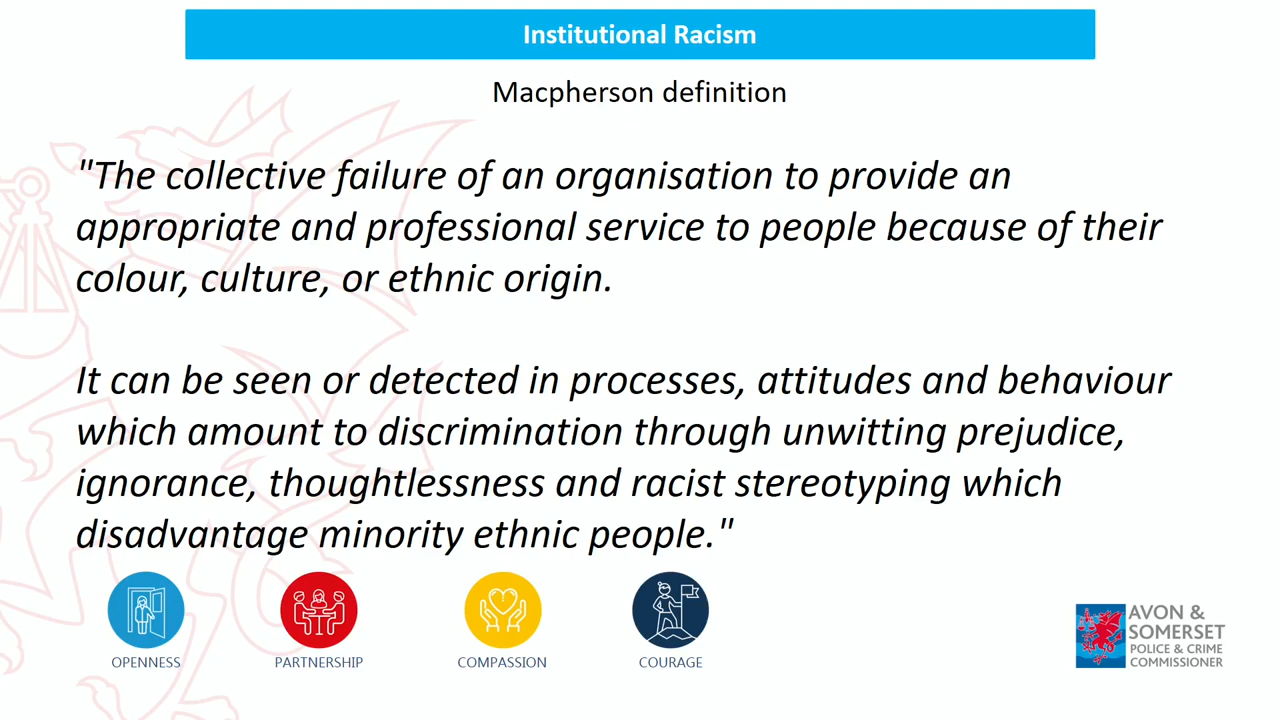 Institutional Racism
Macpherson definition
"The collective failure of an organisation to provide an
appropriate and professional service to people because of their
colour, culture, or ethnic origin.
It can be seen or detected in processes, attitudes and behaviour
which amount to discrimination through unwitting prejudice,
ignorance, thoughtlessness and racist stereotyping which
disadvantage minority ethnic people."
OPENNESS
PARTNERSHIP
COMPASSION
COURAGE
AVON &
SOMERSET
POLICE & CRIME
COMMISSIONER